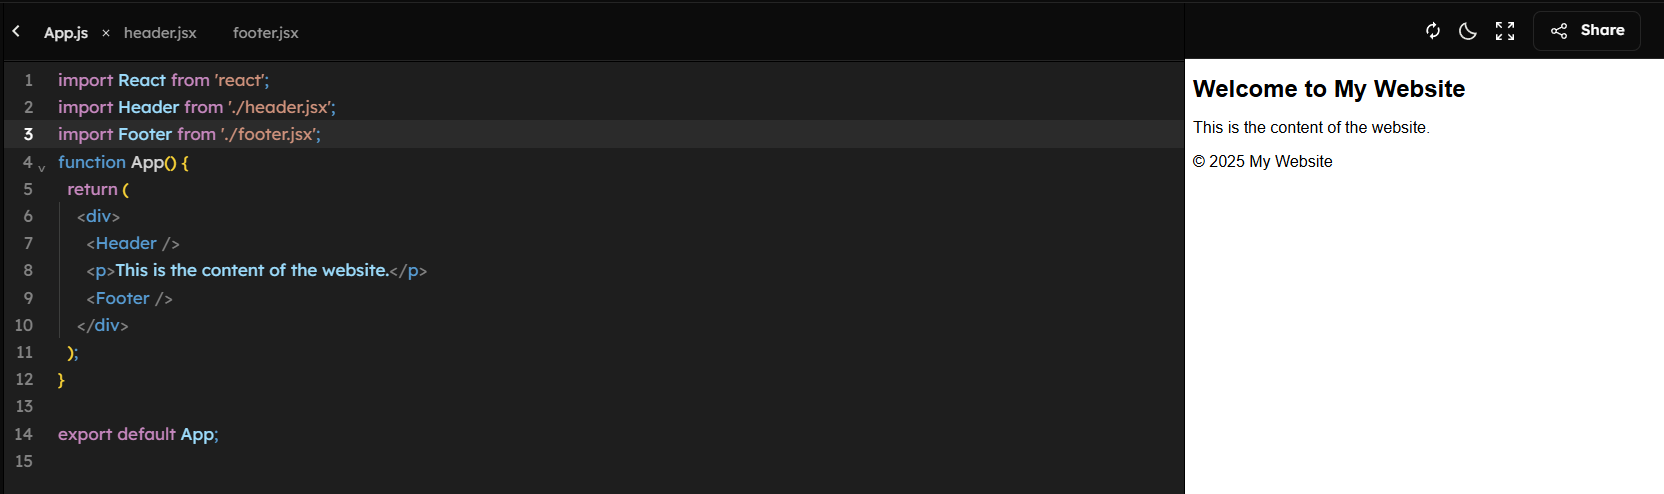 App.js × header.jsx footer.jsx
Share
1 import React from 'react';
2 import Header from './header.jsx';
3 import Footer from './footer.jsx';
4 function App() {
5 return (
6 <div>
7 <Header />
8 <p>This is the content of the website.</p>
9 <Footer />
10 </div>
11 );
12 }
13
14 export default App;
15
Welcome to My Website
This is the content of the website.
© 2025 My Website